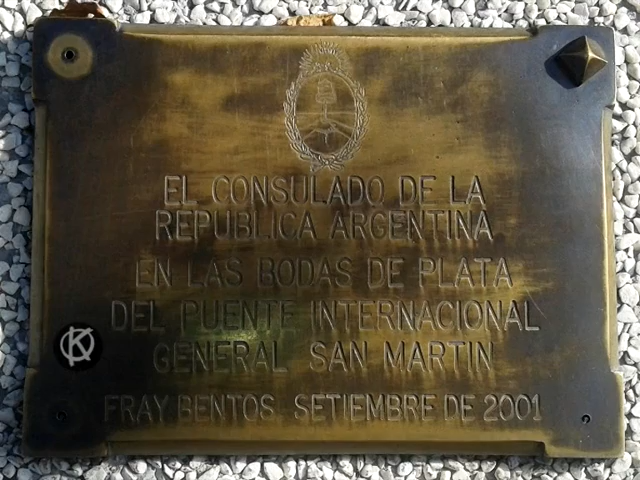 EL CONSULADO DE LA
REPUBLICA ARGENTINA
EN LAS BODAS DE PLATA
DEL PUENTE INTERNACIONAL
GENERAL SAN MARTIN
FRAY BENTOS SETIEMBRE DE 2001